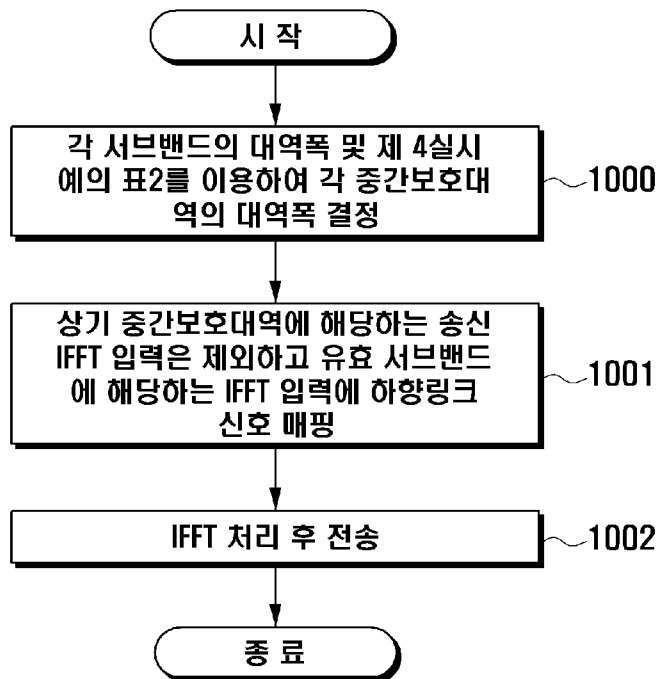 시 작
각 서브밴드의 대역폭 및 제 4실시
예의 표2를 이용하여 각 중간보호대
역의 대역폭 결정
1000
상기 중간보호대역에 해당하는 송신
IFFT 입력은 제외하고 유효 서브밴드
에 해당하는 IFFT 입력에 하향링크
신호 매핑
1001
IFFT 처리 후 전송
1002
종 료